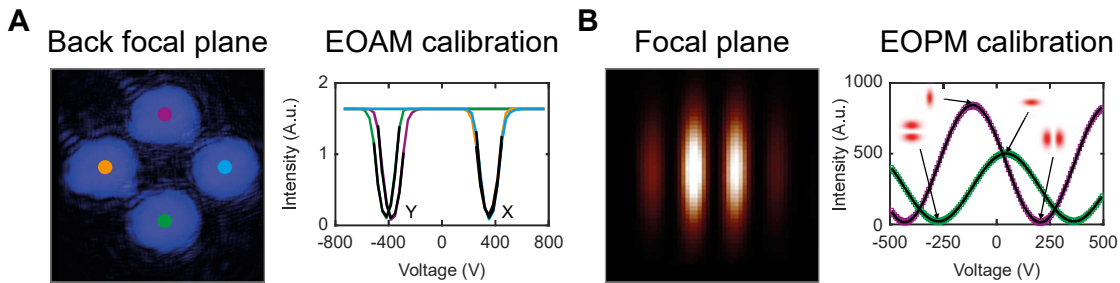 A
Back focal plane
EOAM calibration
2
1
0
Intensity (A.u.)
Y
X
-800
-400
0
400
800
Voltage (V)
B
Focal plane
EOPM calibration
1000
500
0
Intensity (A.u.)
-500
-250
0
250
500
Voltage (V)